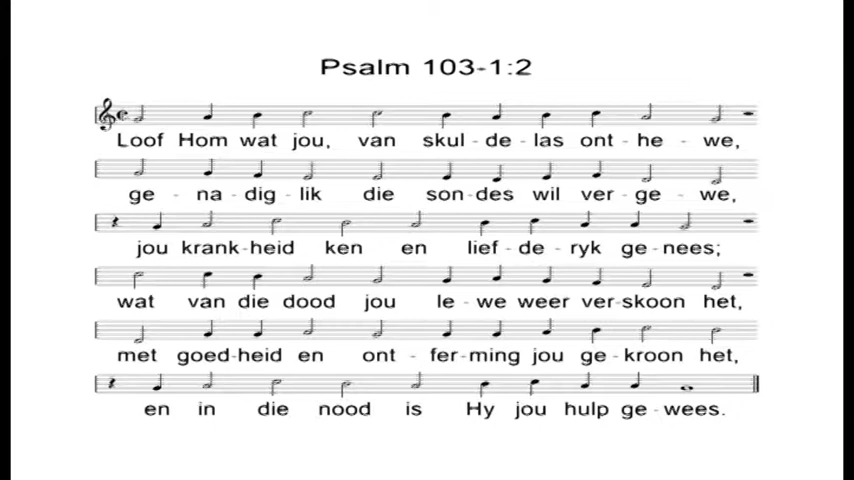 Psalm 103-1:2
Loof Hom wat jou, van skul - de - las ont - he - we,
ge - na - dig - lik die son - des wil ver - ge - we,
jou krank - heid ken en lief - de - ryk ge - nees;
wat van die dood jou le - we weer ver - skoon het,
met goed - heid en ont - fer - ming jou ge - kroon het,
en in die nood is Hy jou hulp ge - wees.